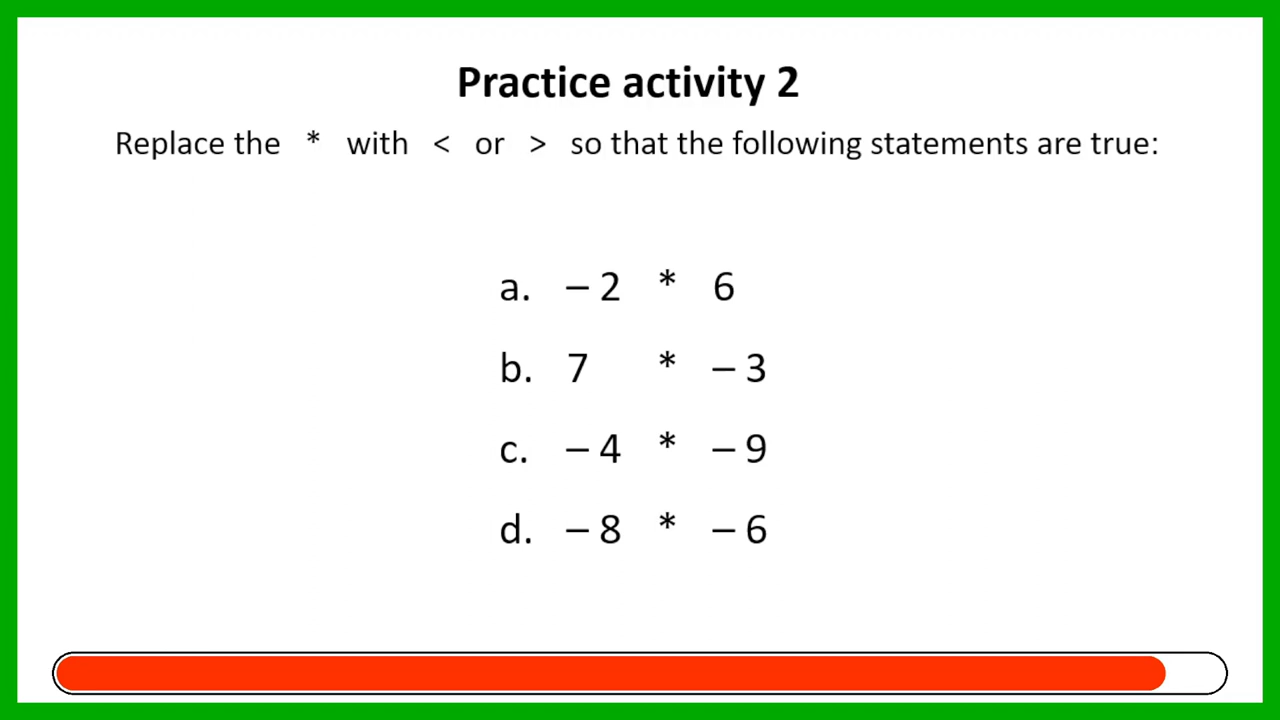 Practice activity 2
Replace the * with < or > so that the following statements are true:
a. – 2 * 6
b. 7 * – 3
c. – 4 * – 9
d. – 8 * – 6